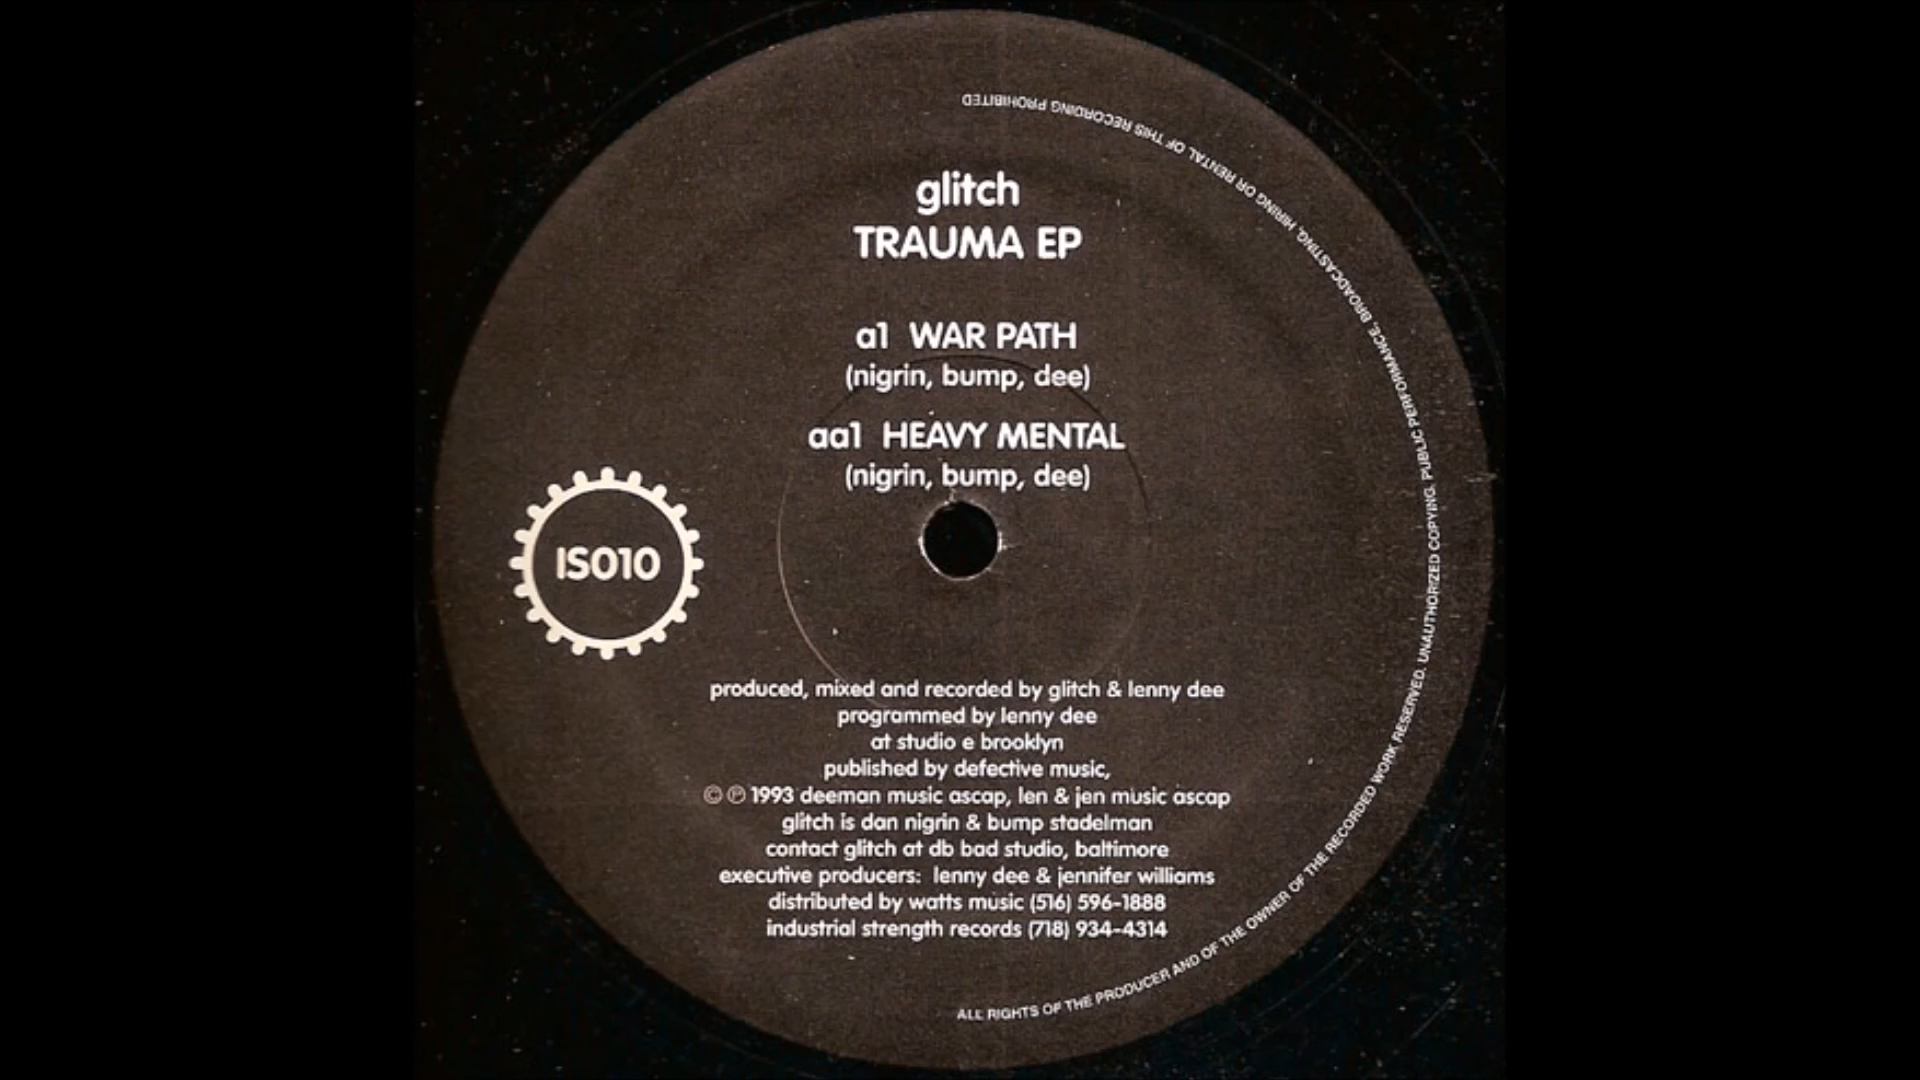 glitch
TRAUMA EP
a1 WAR PATH
(nigrin, bump, dee)
aa1 HEAVY MENTAL
(nigrin, bump, dee)
IS010
produced, mixed and recorded by glitch & lenny dee
programmed by lenny dee
at studio e brooklyn
published by defective music,
© ℗ 1993 deeman music ascap, len & jen music ascap
glitch is dan nigrin & bump stadelman
contact glitch at db bad studio, baltimore
executive producers: lenny dee & jennifer williams
distributed by watts music (516) 596-1888
industrial strength records (718) 934-4314
ALL RIGHTS OF THE PRODUCER AND OF THE OWNER OF THE RECORDED WORK RESERVED. UNAUTHORIZED COPYING, PUBLIC PERFORMANCE, BROADCASTING, HIRING OR RENTAL OF THIS RECORDING PROHIBITED